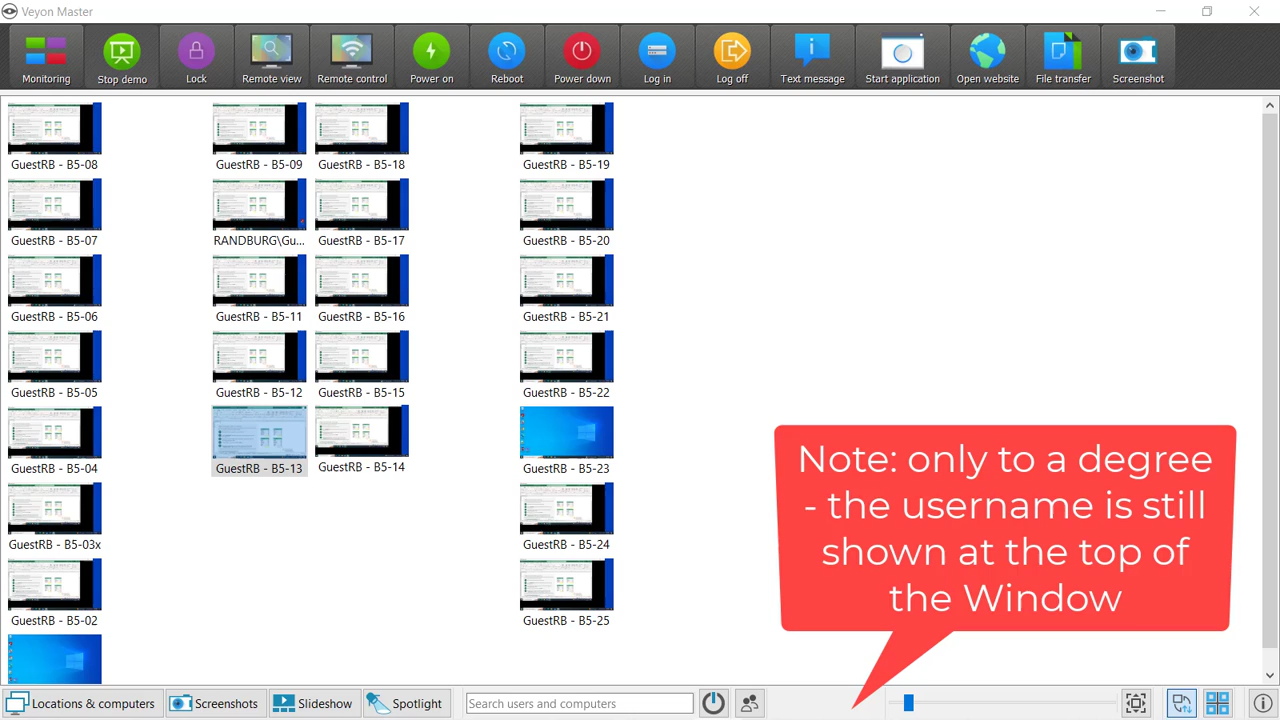 Veyon Master
Monitoring
Stop demo
Lock
Remote view
Remote control
Power on
Reboot
Power down
Log in
Log off
Text message
Start application
Open website
File transfer
Screenshot
GuestRB - B5-08
GuestRB - B5-09
GuestRB - B5-18
GuestRB - B5-19
GuestRB - B5-07
RANDBURG\Gu...
GuestRB - B5-17
GuestRB - B5-20
GuestRB - B5-06
GuestRB - B5-11
GuestRB - B5-16
GuestRB - B5-21
GuestRB - B5-05
GuestRB - B5-12
GuestRB - B5-15
GuestRB - B5-22
GuestRB - B5-04
GuestRB - B5-13
GuestRB - B5-14
GuestRB - B5-23
GuestRB - B5-03x
GuestRB - B5-24
GuestRB - B5-02
GuestRB - B5-25
Note: only to a degree
- the username is still
shown at the top of
the Window
Locations & computers
Screenshots
Slideshow
Spotlight
Search users and computers